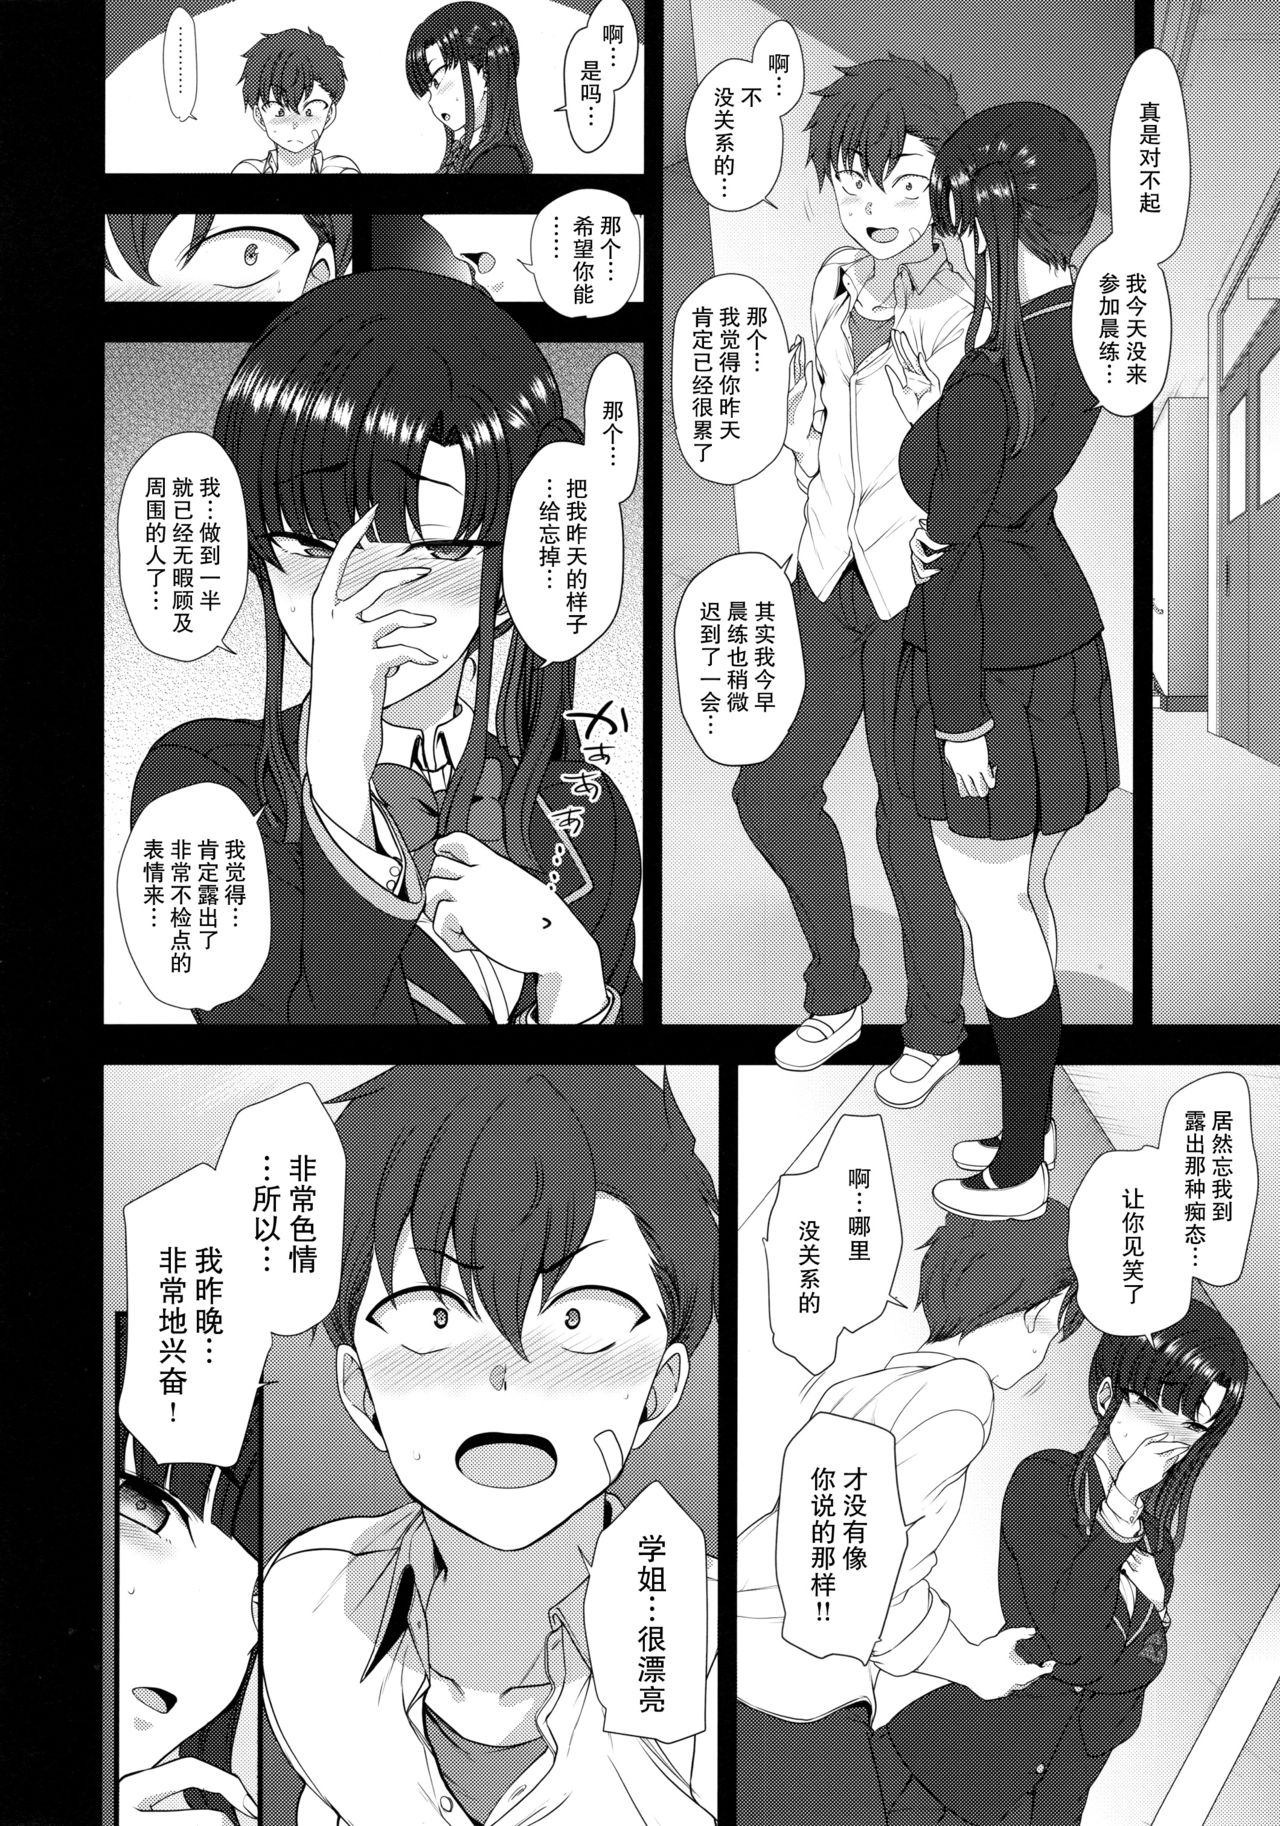 真是对不起
我今天没来
参加晨练…
啊…
不
没关系的…
那个…
我觉得你昨天
肯定已经很累了
其实我今早
晨练也稍微
迟到了一会…
啊…
是吗…
………
那个…
希望你能
……
那个…
把我昨天的样子
…给忘掉…
我…做到一半
就已经无暇顾及
周围的人了…
かぁぁぁぁ…
我觉得…
肯定露出了
非常不检点的
表情来…
居然忘我到
露出那种痴态…
让你见笑了
啊…哪里
没关系的
才没有像
你说的那样!!
学姐…很漂亮
非常色情
…所以…
我昨晚…
非常地兴奋！